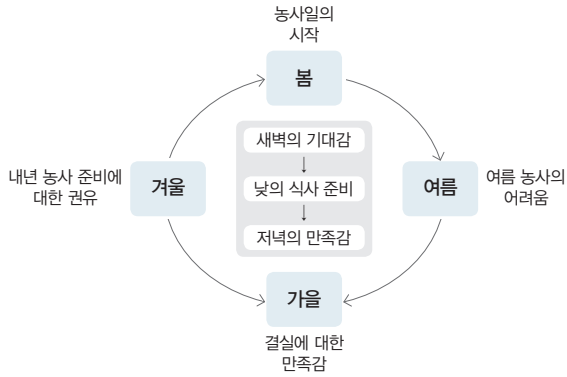 농사일의
시작
봄
새벽의 기대감
낮의 식사 준비
저녁의 만족감
내년 농사 준비에
대한 권유
겨울
여름
여름 농사의
어려움
가을
결실에 대한
만족감